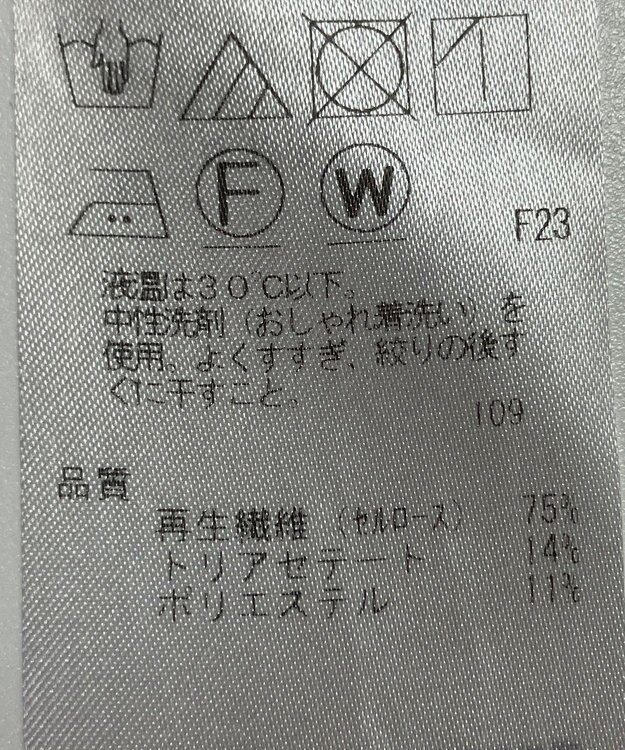 F
W
F23
液温は30℃以下。
中性洗剤（おしゃれ着洗い）を
使用。よくすすぎ、絞りの後す
ぐに干すこと。
109
品質
再生繊維（セルロース） 75%
トリアセテート 14%
ポリエステル 11%